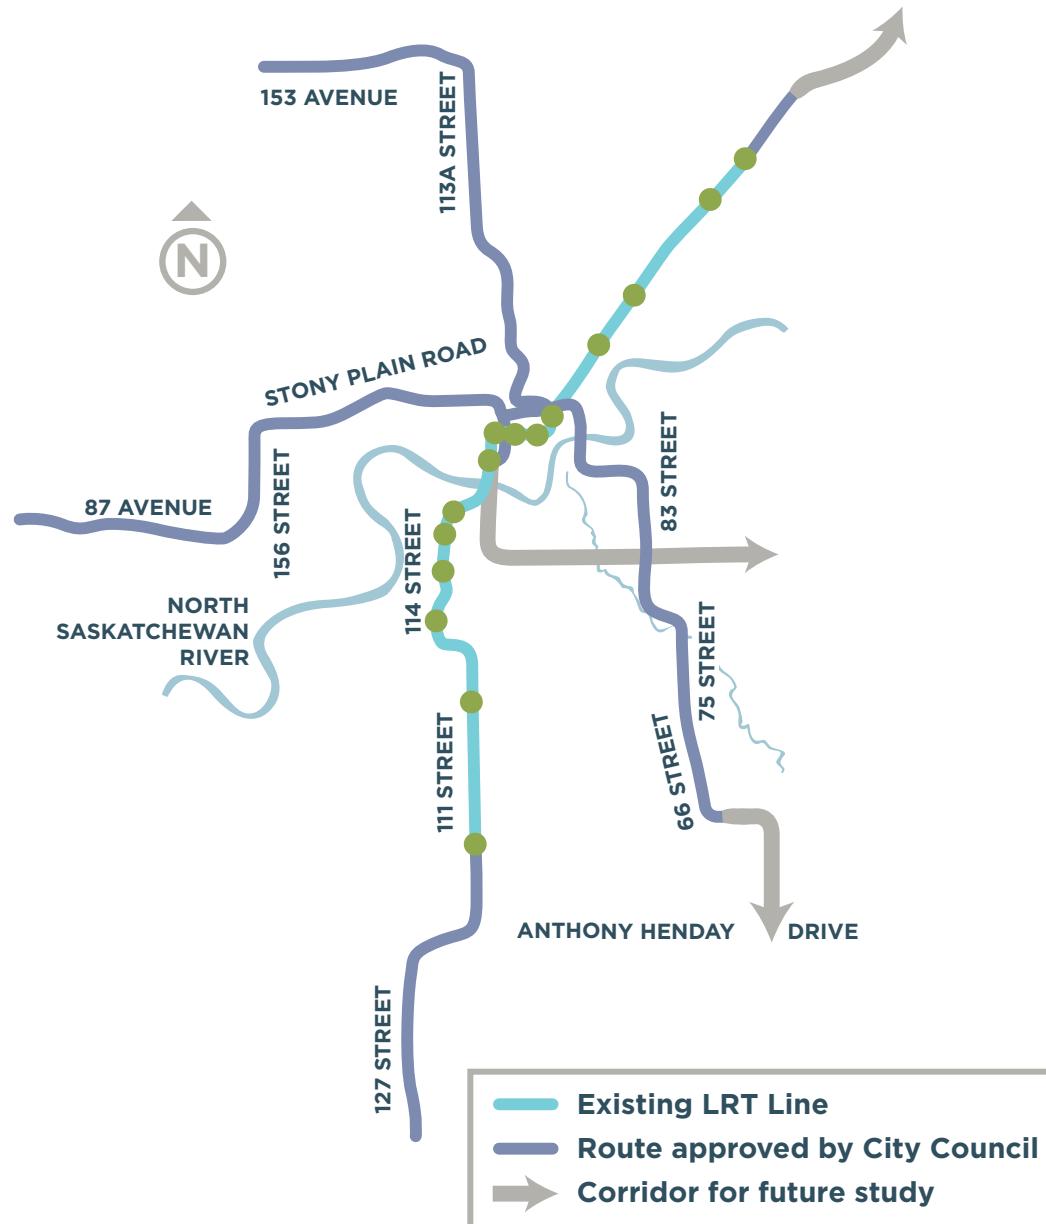 153 AVENUE
113A STREET
N
STONY PLAIN ROAD
83 STREET
87 AVENUE
156 STREET
114 STREET
NORTH
SASKATCHEWAN
RIVER
75 STREET
66 STREET
111 STREET
ANTHONY HENDAY DRIVE
127 STREET
Existing LRT Line
Route approved by City Council
Corridor for future study